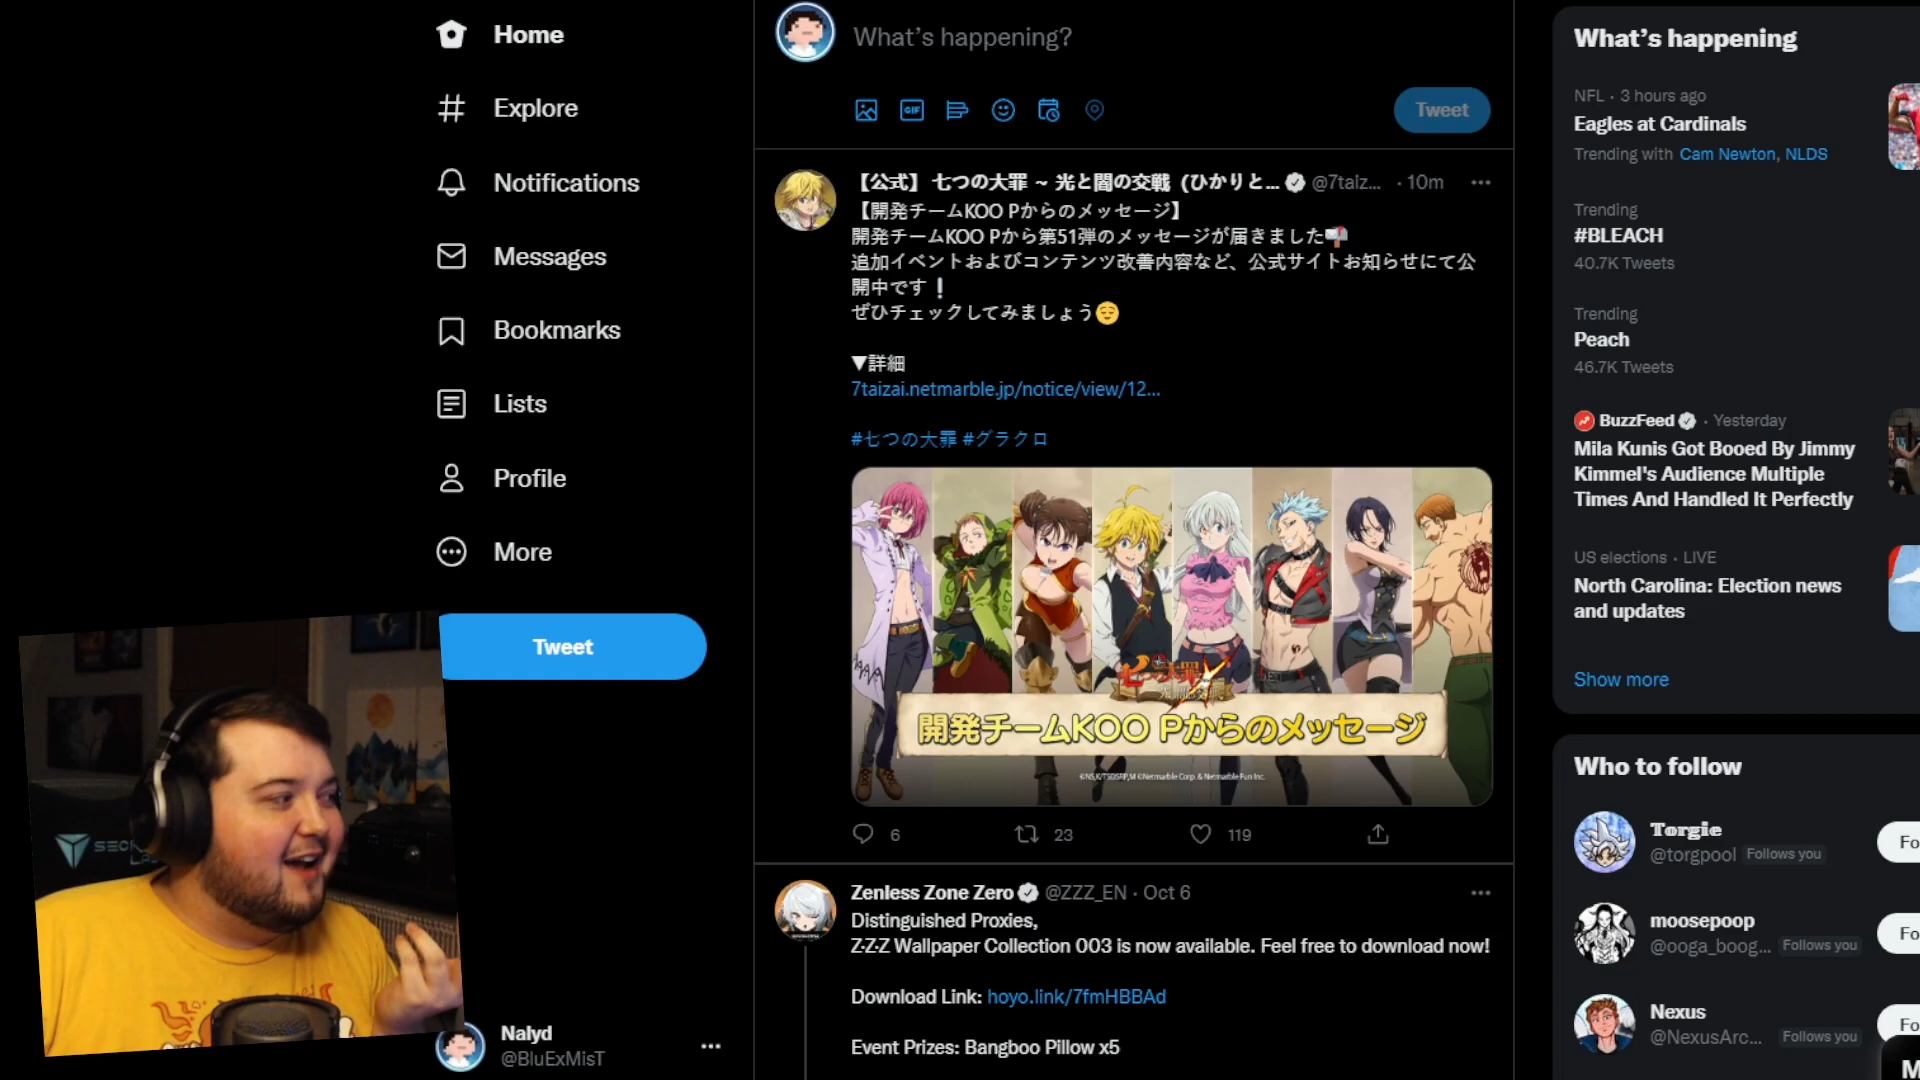 Home
Explore
Notifications
Messages
Bookmarks
Lists
Profile
More
Tweet
Nalyd
@BluExMisT
What's happening?
GIF
Tweet
【公式】 七つの大罪 ~ 光と闇の交戦 (ひかりと... @7taiz... · 10m
【開発チームKOO Pからのメッセージ】
開発チームKOO Pから第51弾のメッセージが届きました📬
追加イベントおよびコンテンツ改善内容など、公式サイトお知らせにて公
開中です❗
ぜひチェックしてみましょう😌
▼詳細
7taizai.netmarble.jp/notice/view/12...
#七つの大罪 #グラクロ
七つの大罪
開発チームKOO Pからのメッセージ
6
23
119
Zenless Zone Zero @ZZZ_EN · Oct 6
Distinguished Proxies,
Z-Z-Z Wallpaper Collection 003 is now available. Feel free to download now!
Download Link: hoyo.link/7fmHBBAd
Event Prizes: Bangboo Pillow x5
What's happening
NFL · 3 hours ago
Eagles at Cardinals
Trending with Cam Newton, NLDS
Trending
#BLEACH
40.7K Tweets
Trending
Peach
46.7K Tweets
BuzzFeed · Yesterday
Mila Kunis Got Booed By Jimmy
Kimmel's Audience Multiple
Times And Handled It Perfectly
US elections · LIVE
North Carolina: Election news
and updates
Show more
Who to follow
Torgie
@torgpool Follows you
Fo
moosepoop
@ooga_boog... Follows you
Fo
Nexus
@NexusArc... Follows you
Fo
M